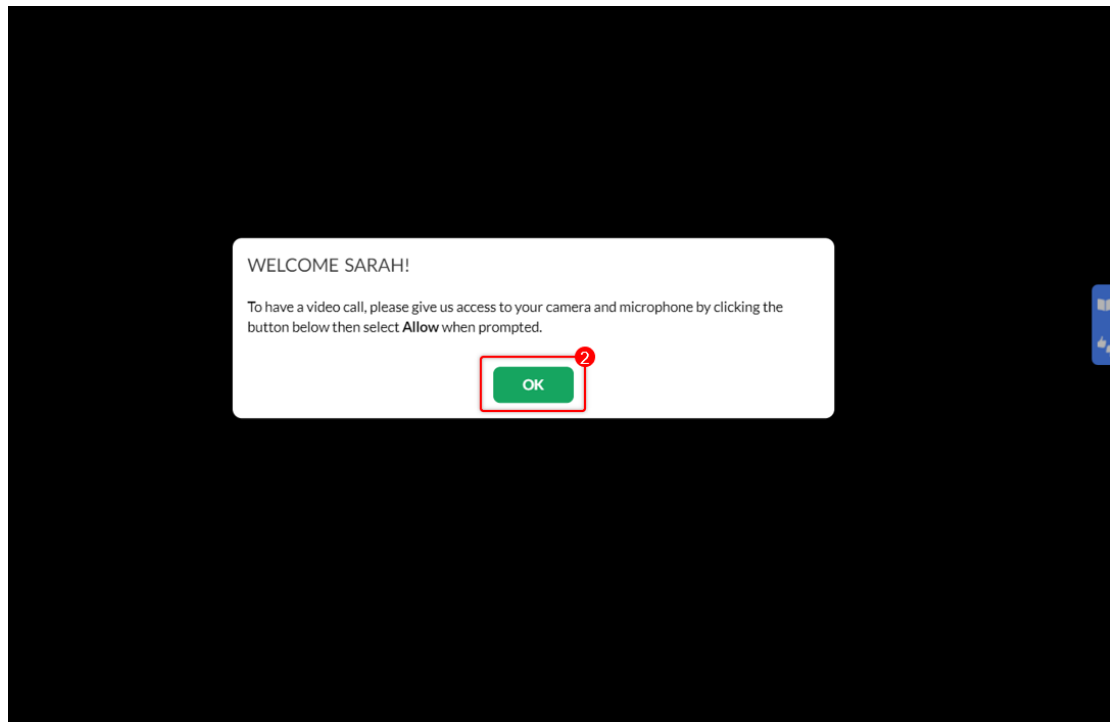 WELCOME SARAH!
To have a video call, please give us access to your camera and microphone by clicking the
button below then select Allow when prompted.
2
OK